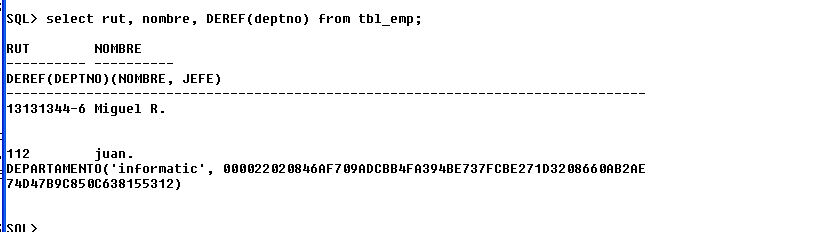 SQL> select rut, nombre, DEREF(deptno) from tbl_emp;
RUT        NOMBRE
---------- ----------
DEREF(DEPTNO)(NOMBRE, JEFE)
--------------------------------------------------------------------------------
13131344-6 Miguel R.
112        juan.
DEPARTAMENTO('informatic', 000022020846AF709ADCBB4FA394BE737FCBE271D3208660AB2AE
74D47B9C850C638155312)
SQL>